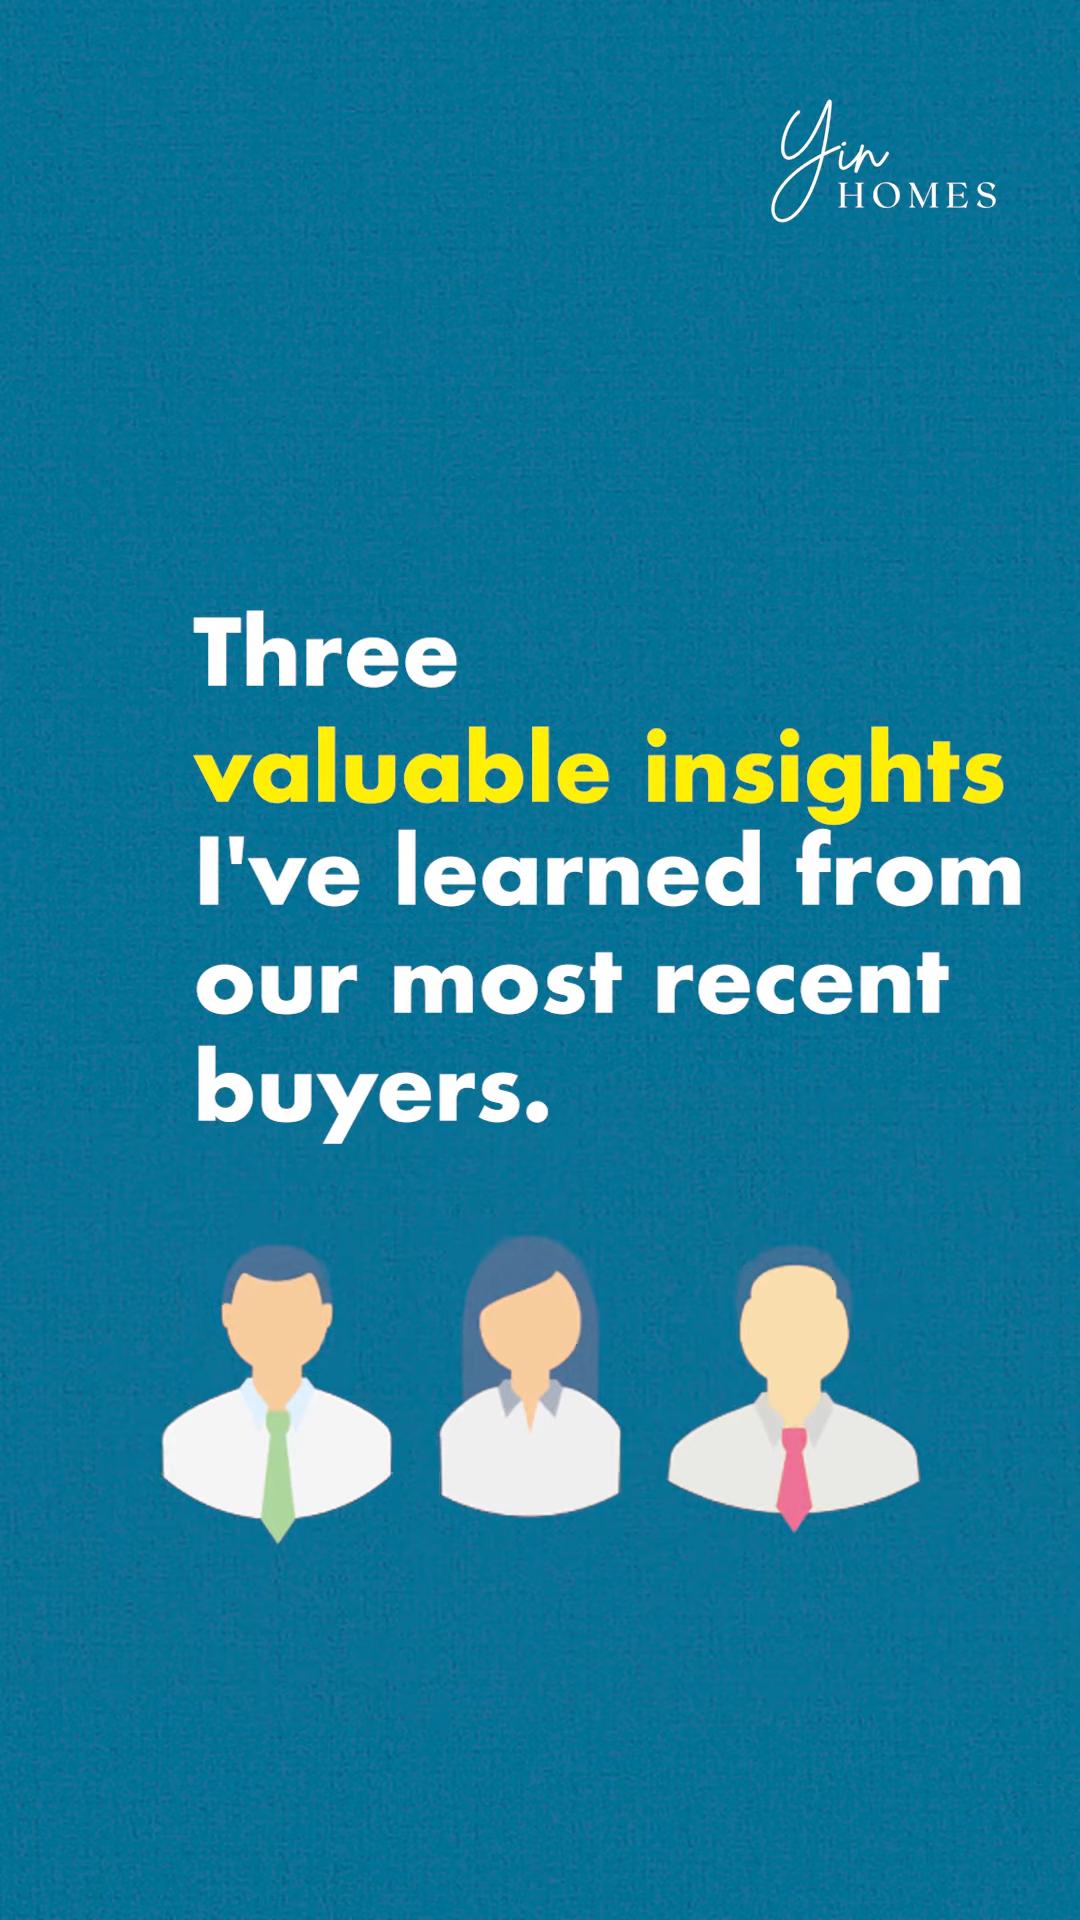 Yin
HOMES
Three
valuable insights
I've learned from
our most recent
buyers.